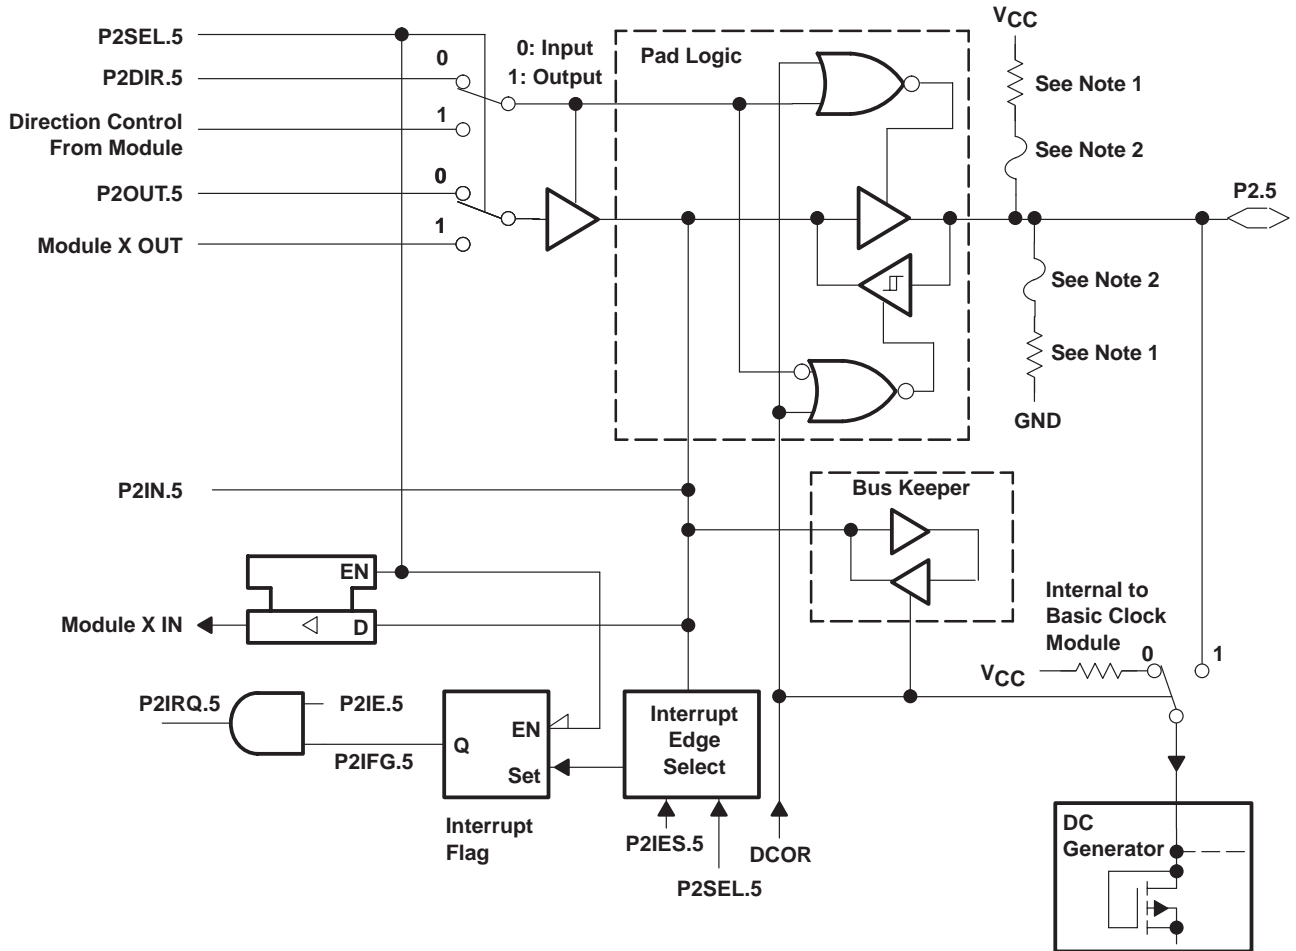 P2SEL.5
0
P2DIR.5
0: Input
1: Output
Direction Control
From Module
1
P2OUT.5
0
1
Module X OUT
Pad Logic
VCC
See Note 1
See Note 2
P2.5
See Note 2
See Note 1
GND
P2IN.5
Bus Keeper
EN
Module X IN
D
Internal to
Basic Clock
Module
0
1
VCC
P2IRQ.5
P2IE.5
P2IFG.5
Q
EN
Set
Interrupt
Edge
Select
Interrupt
Flag
P2IES.5
P2SEL.5
DCOR
DC
Generator